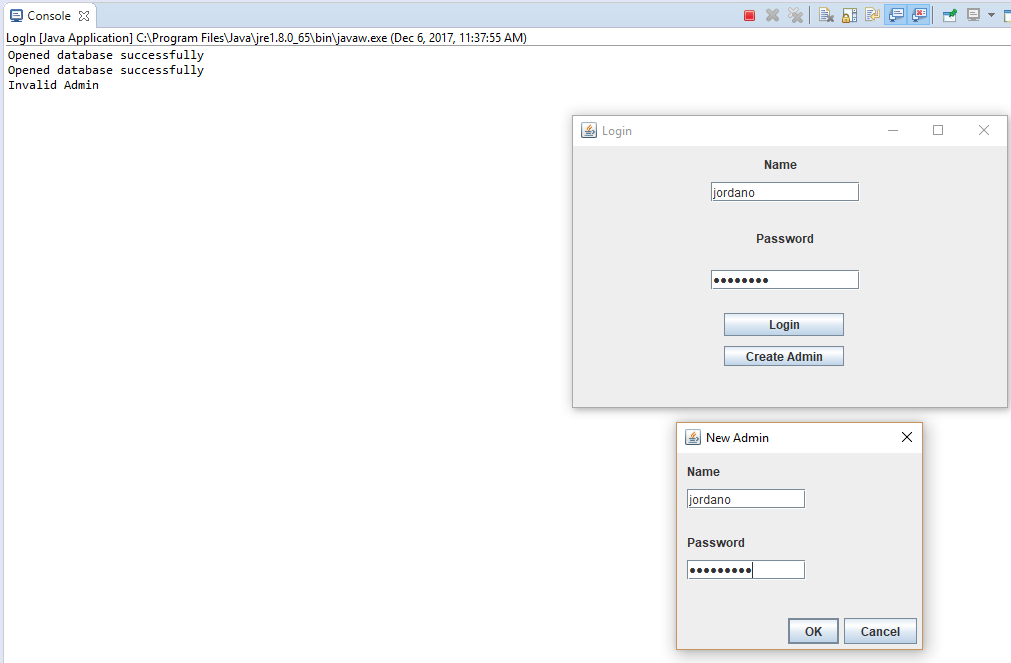 Console
LogIn [Java Application] C:\Program Files\Java\jre1.8.0_65\bin\javaw.exe (Dec 6, 2017, 11:37:55 AM)
Opened database successfully
Opened database successfully
Invalid Admin
Login
Name
jordano
Password
••••••••
Login
Create Admin
New Admin
Name
jordano
Password
•••••••••
OK Cancel